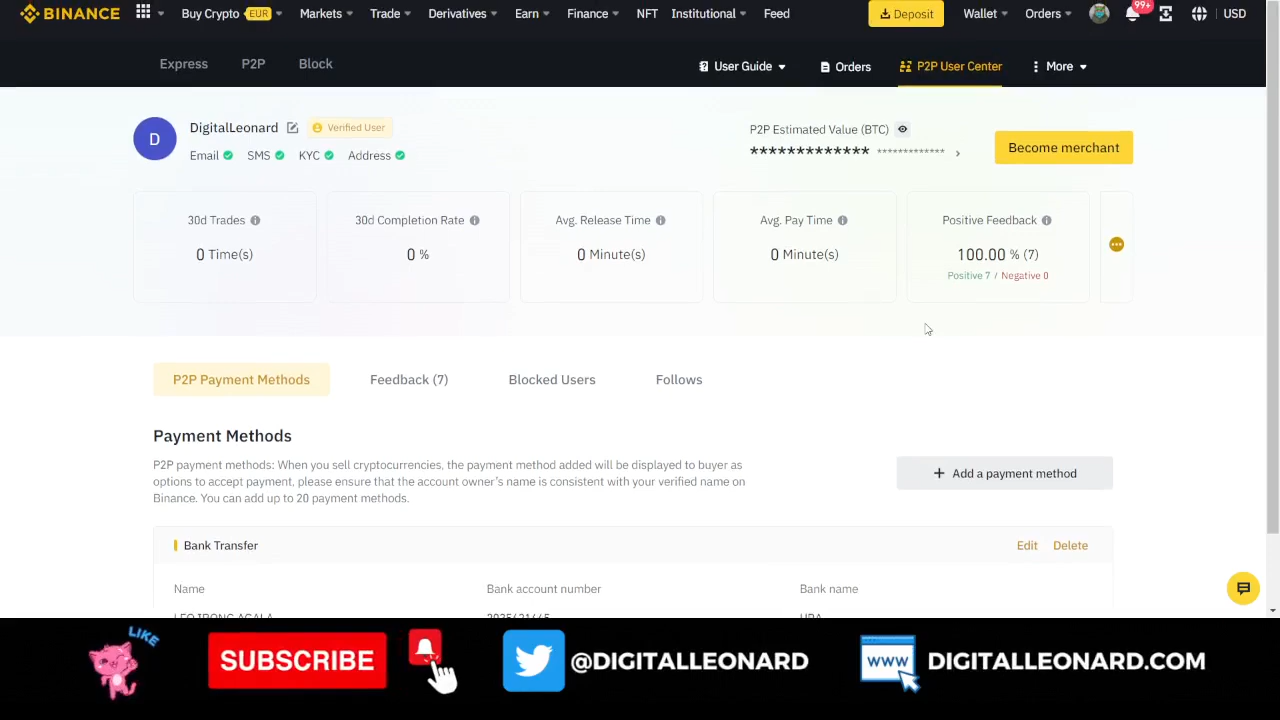 BINANCE Buy Crypto EUR Markets Trade Derivatives Earn Finance NFT Institutional Feed Deposit Wallet Orders 99+ USD
Express P2P Block User Guide Orders P2P User Center More
D
DigitalLeonard Verified User
Email SMS KYC Address
P2P Estimated Value (BTC)
************* *************
Become merchant
30d Trades
0 Time(s)
30d Completion Rate
0 %
Avg. Release Time
0 Minute(s)
Avg. Pay Time
0 Minute(s)
Positive Feedback
100.00 % (7)
Positive 7 / Negative 0
P2P Payment Methods Feedback (7) Blocked Users Follows
Payment Methods
P2P payment methods: When you sell cryptocurrencies, the payment method added will be displayed to buyer as
options to accept payment, please ensure that the account owner's name is consistent with your verified name on
Binance. You can add up to 20 payment methods.
+ Add a payment method
Bank Transfer Edit Delete
Name Bank account number Bank name
LIKE
SUBSCRIBE
@DIGITALLEONARD
WWW
DIGITALLEONARD.COM